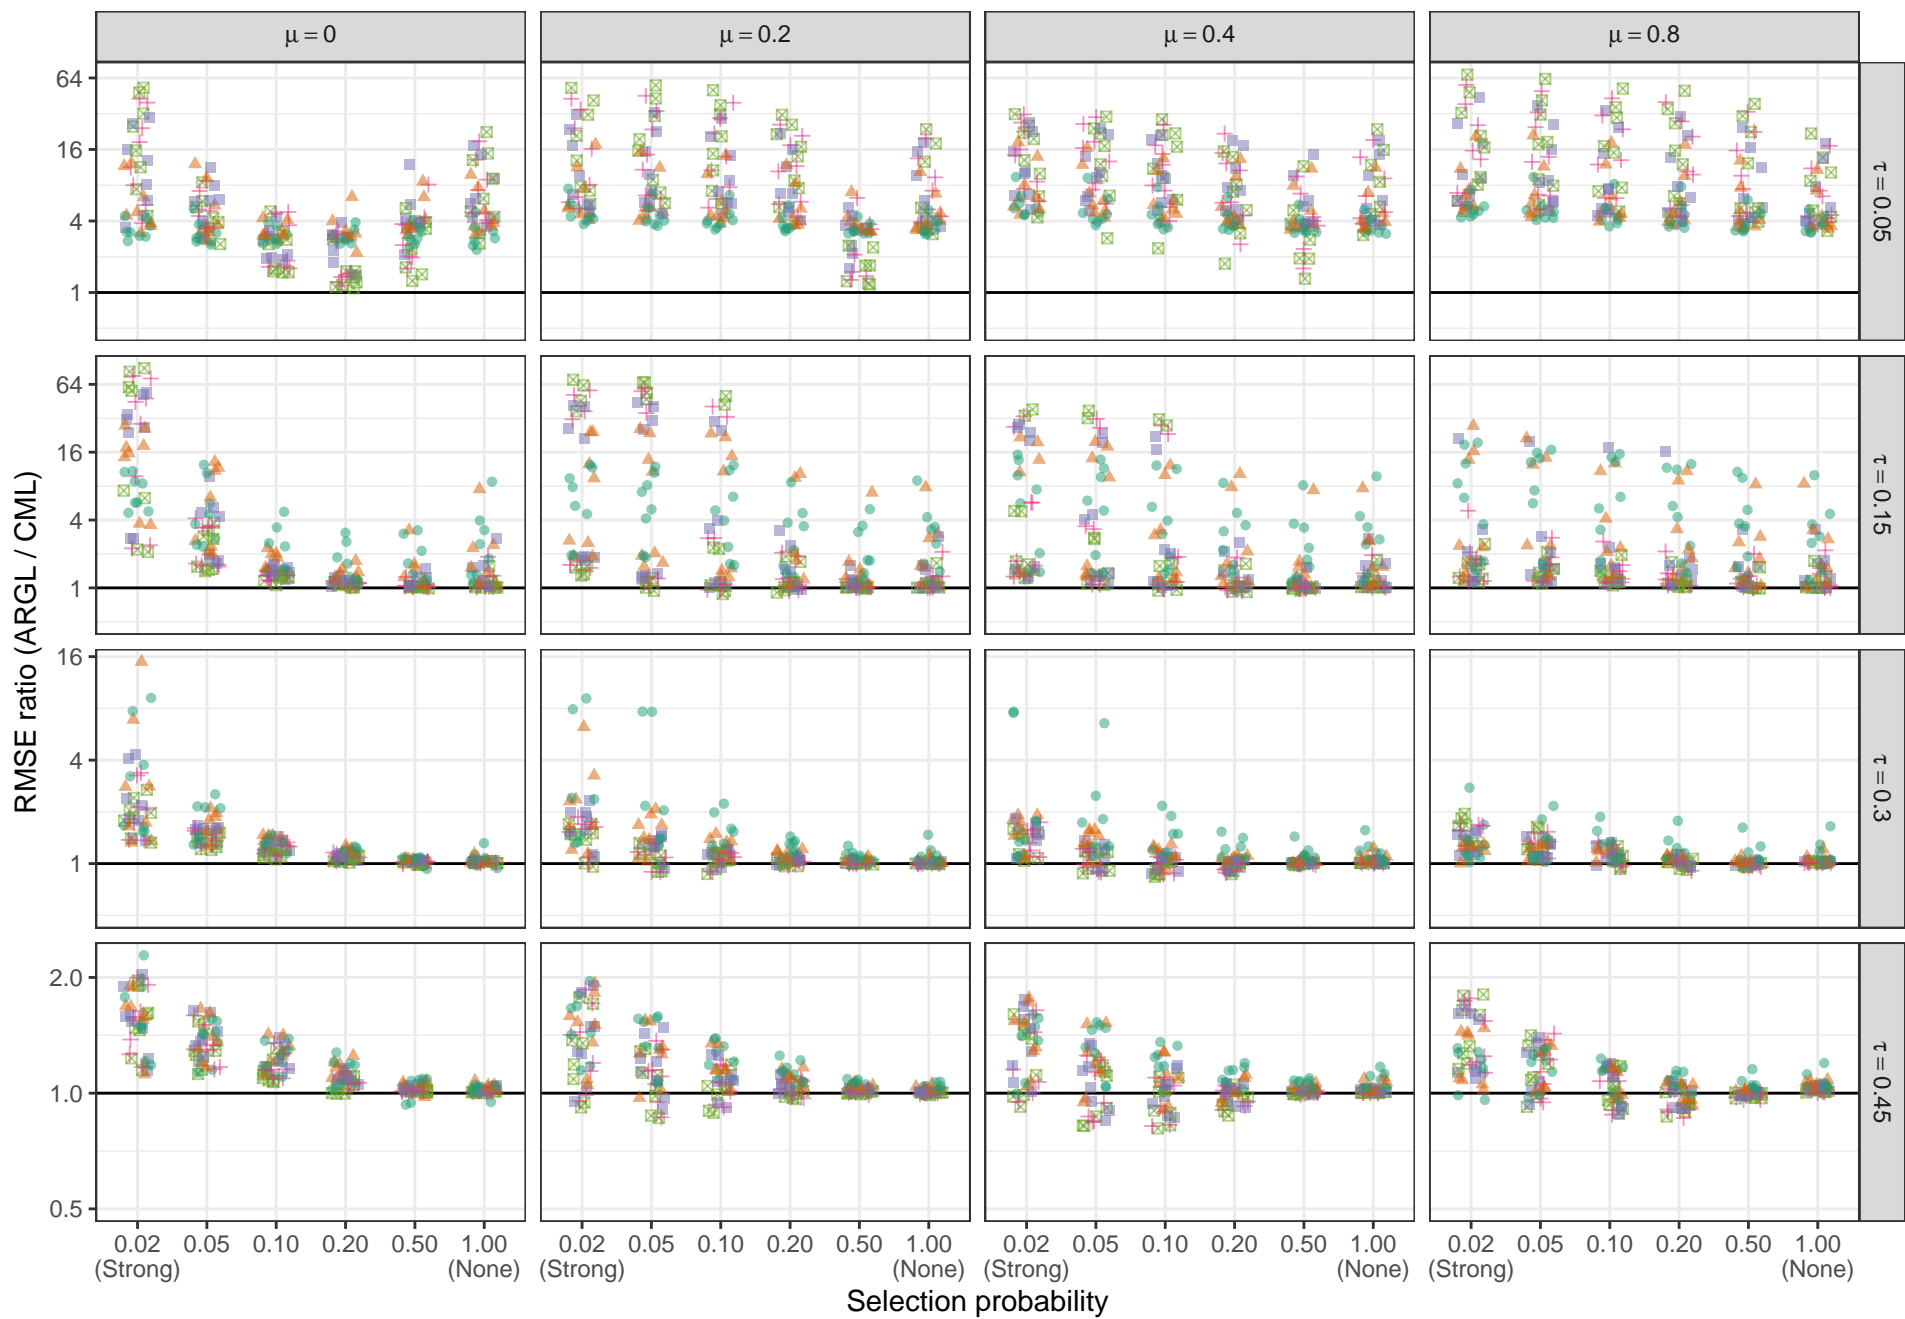 μ = 0
μ = 0.2
μ = 0.4
μ = 0.8
64
16
4
1
τ = 0.05
64
16
4
1
τ = 0.15
16
4
1
τ = 0.3
2.0
1.0
0.5
τ = 0.45
RMSE ratio (ARGL / CML)
0.02 0.05 0.10 0.20 0.50 1.00 0.02 0.05 0.10 0.20 0.50 1.00 0.02 0.05 0.10 0.20 0.50 1.00 0.02 0.05 0.10 0.20 0.50 1.00
(Strong) (None) (Strong) (None) (Strong) (None) (Strong) (None)
Selection probability